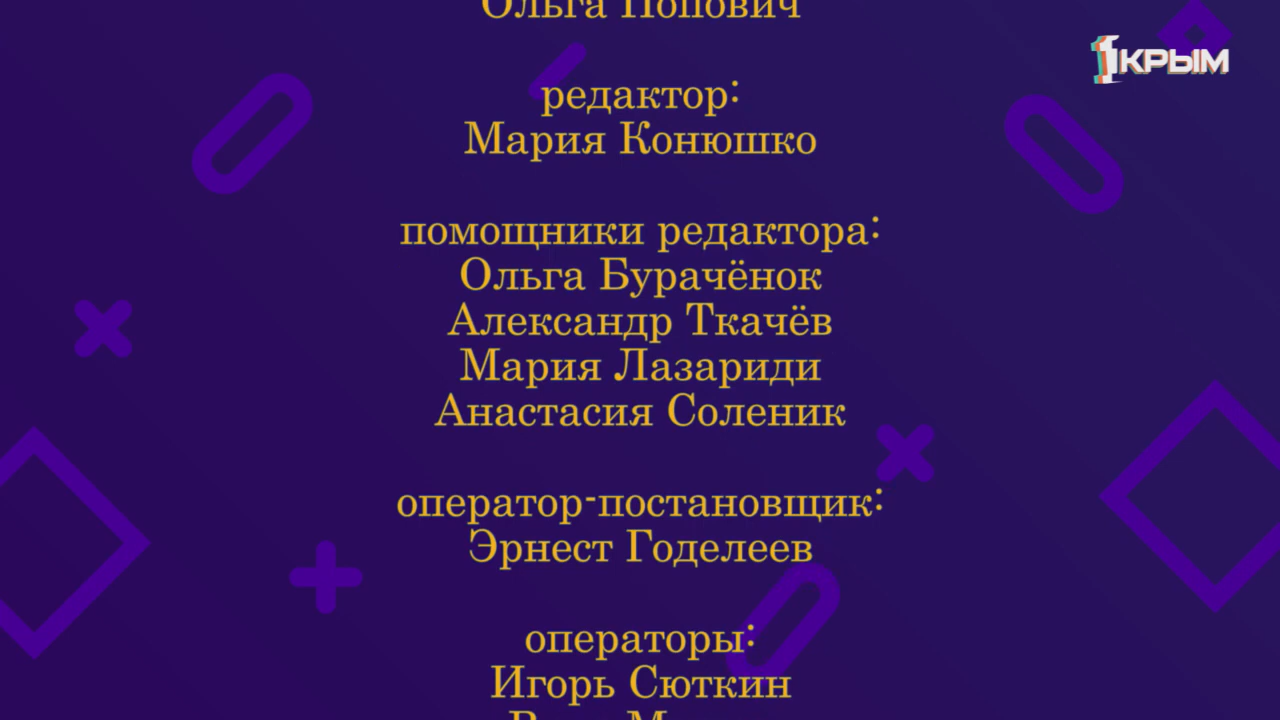 Ольга Попович
1КРЫМ
редактор:
Мария Конюшко
помощники редактора:
Ольга Бурачёнок
Александр Ткачёв
Мария Лазариди
Анастасия Соленик
оператор-постановщик:
Эрнест Годелеев
операторы:
Игорь Сюткин